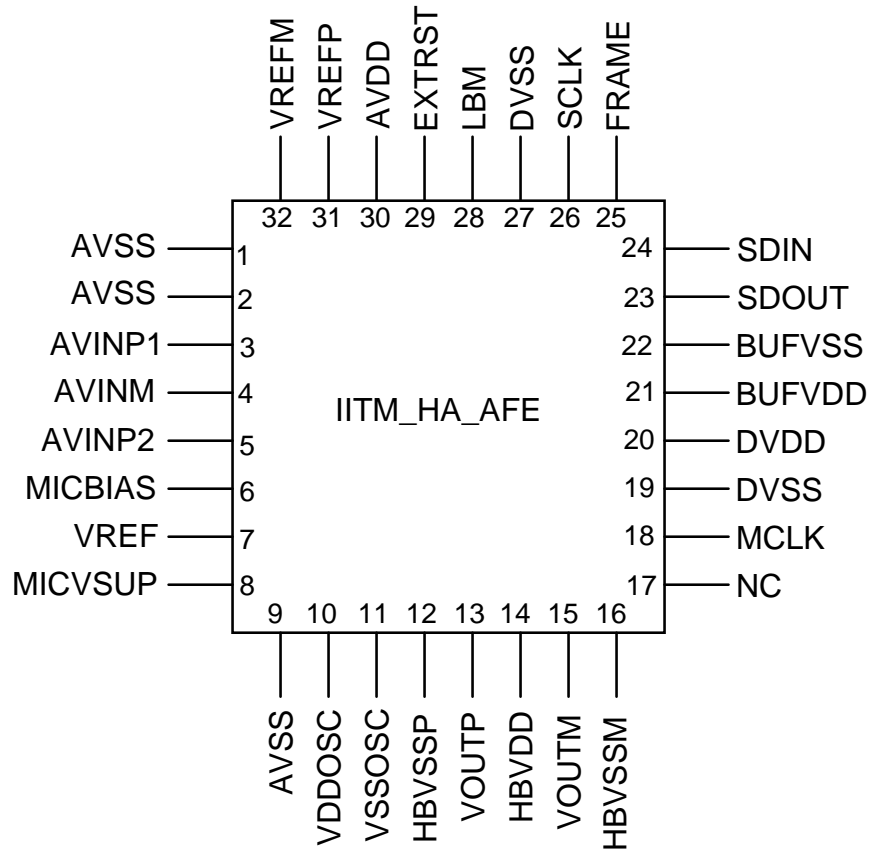 VREFM
VREFP
AVDD
EXTRST
LBM
DVSS
SCLK
FRAME
32 31 30 29 28 27 26 25
AVSS 1
AVSS 2
AVINP1 3
AVINM 4
AVINP2 5
MICBIAS 6
VREF 7
MICVSUP 8
IITM_HA_AFE
24 SDIN
23 SDOUT
22 BUFVSS
21 BUFVDD
20 DVDD
19 DVSS
18 MCLK
17 NC
9 10 11 12 13 14 15 16
AVSS
VDDOSC
VSSOSC
HBVSSP
VOUTP
HBVDD
VOUTM
HBVSSM